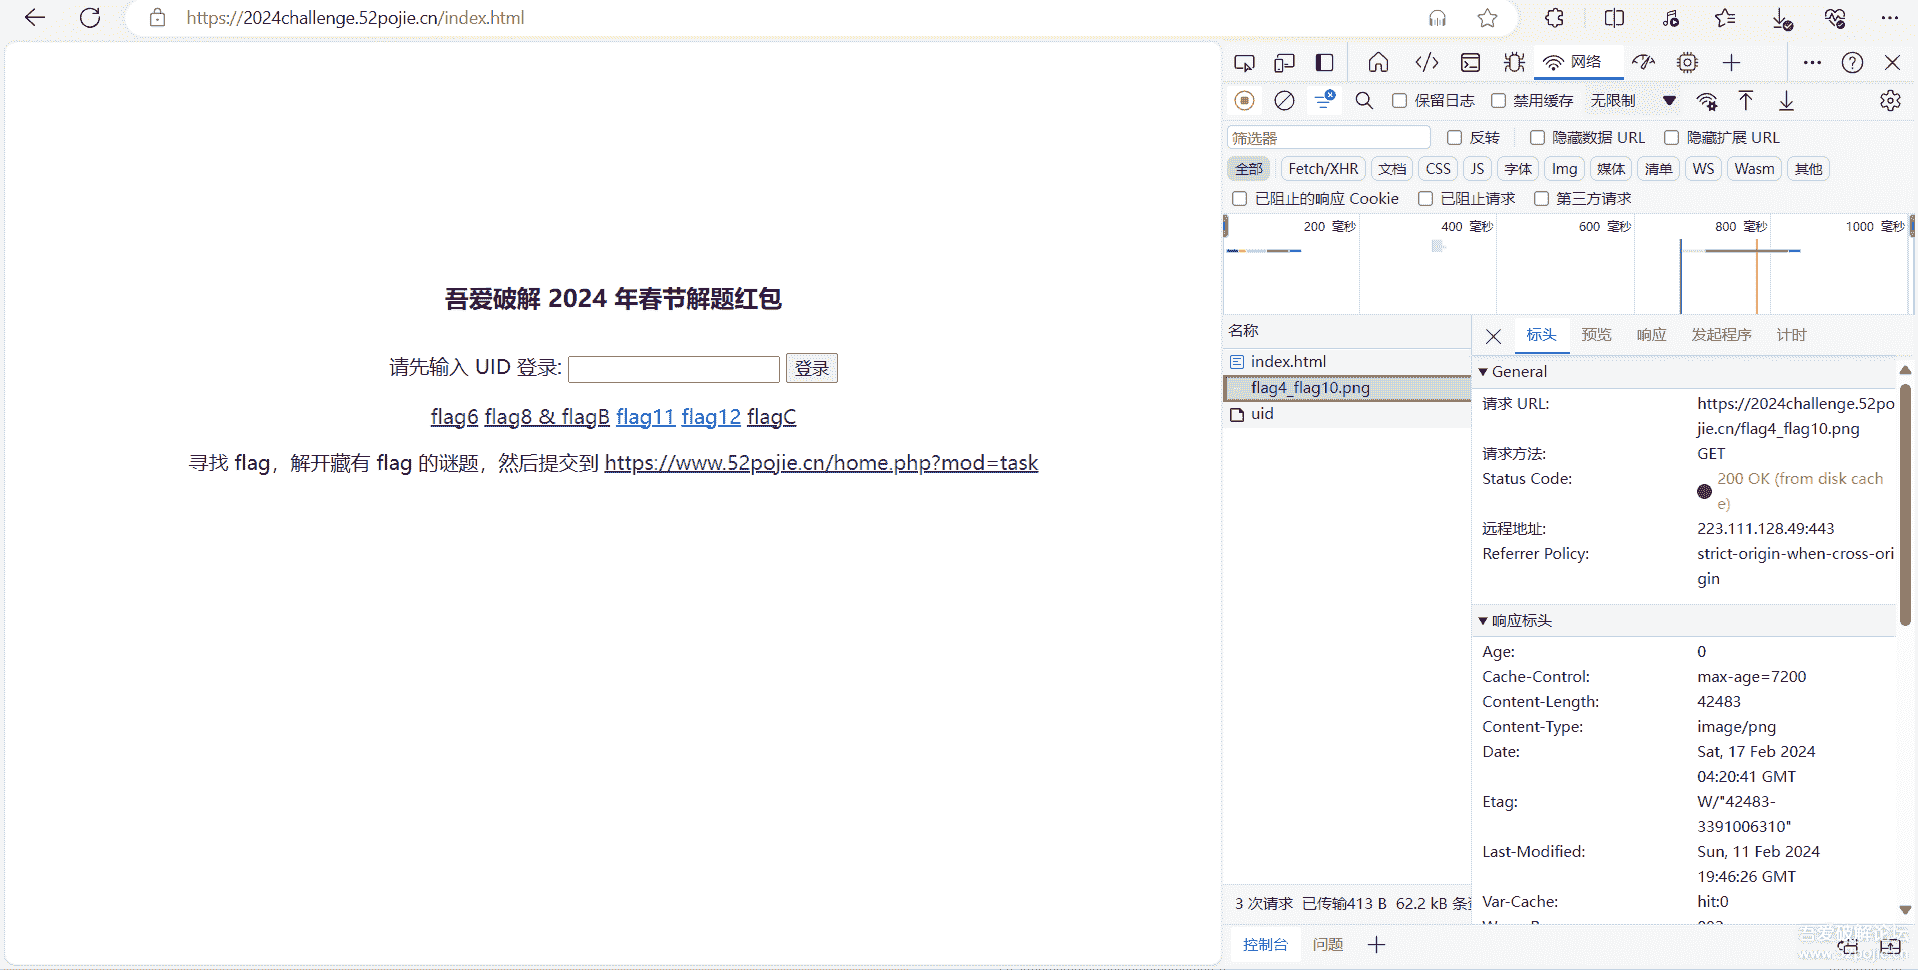 https://2024challenge.52pojie.cn/index.html
网络
保留日志 禁用缓存 无限制
筛选器 反转 隐藏数据 URL 隐藏扩展 URL
全部 Fetch/XHR 文档 CSS JS 字体 Img 媒体 清单 WS Wasm 其他
已阻止的响应 Cookie 已阻止请求 第三方请求
200 毫秒 400 毫秒 600 毫秒 800 毫秒 1000 毫秒
吾爱破解 2024 年春节解题红包
请先输入 UID 登录: 登录
flag6 flag8 & flagB flag11 flag12 flagC
寻找 flag，解开藏有 flag 的谜题，然后提交到 https://www.52pojie.cn/home.php?mod=task
名称
index.html
flag4_flag10.png
uid
标头 预览 响应 发起程序 计时
General
请求 URL: https://2024challenge.52po
jie.cn/flag4_flag10.png
请求方法: GET
Status Code: 200 OK (from disk cach
e)
远程地址: 223.111.128.49:443
Referrer Policy: strict-origin-when-cross-ori
gin
响应标头
Age: 0
Cache-Control: max-age=7200
Content-Length: 42483
Content-Type: image/png
Date: Sat, 17 Feb 2024
04:20:41 GMT
Etag: W/"42483-
3391006310"
Last-Modified: Sun, 11 Feb 2024
19:46:26 GMT
Var-Cache: hit:0
3 次请求 已传输413 B 62.2 kB 条
控制台 问题
吾爱破解论坛
www.52pojie.cn